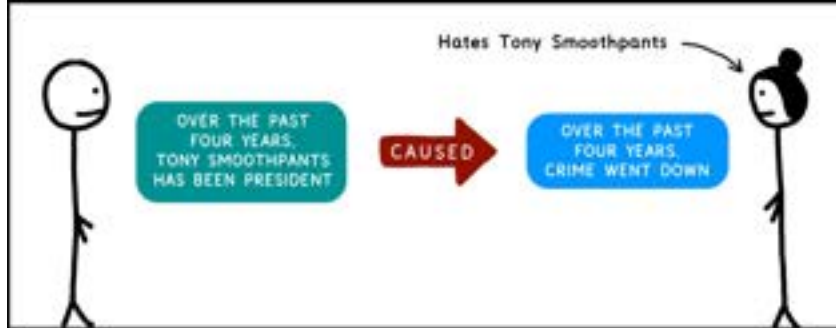 Hates Tony Smoothpants
OVER THE PAST
FOUR YEARS,
TONY SMOOTHPANTS
HAS BEEN PRESIDENT
CAUSED
OVER THE PAST
FOUR YEARS,
CRIME WENT DOWN